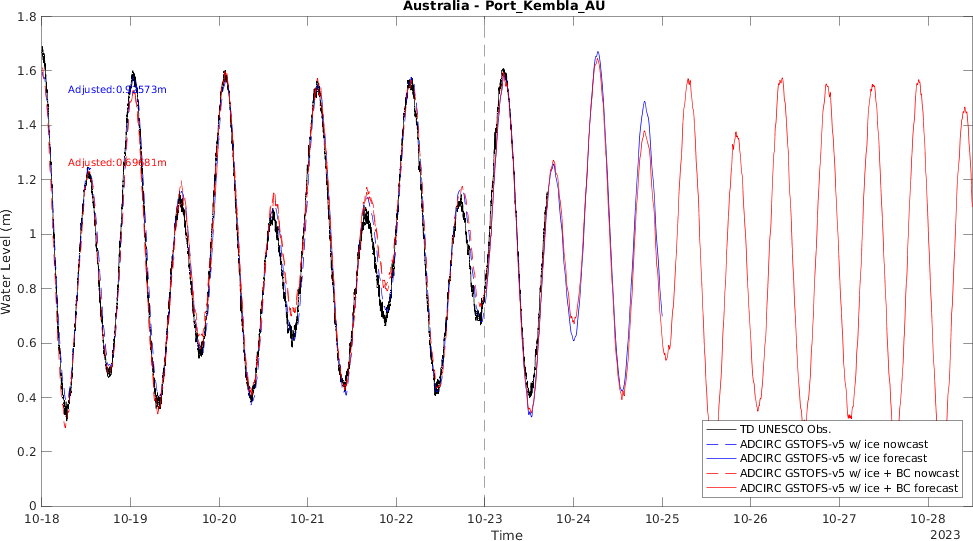 Australia - Port_Kembla_AU
1.8
1.6
1.4
1.2
1
0.8
0.6
0.4
0.2
0
Water Level (m)
Adjusted:0.92573m
Adjusted:0.69681m
TD UNESCO Obs.
ADCIRC GSTOFS-v5 w/ ice nowcast
ADCIRC GSTOFS-v5 w/ ice forecast
ADCIRC GSTOFS-v5 w/ ice + BC nowcast
ADCIRC GSTOFS-v5 w/ ice + BC forecast
10-18 10-19 10-20 10-21 10-22 10-23 10-24 10-25 10-26 10-27 10-28
Time
2023